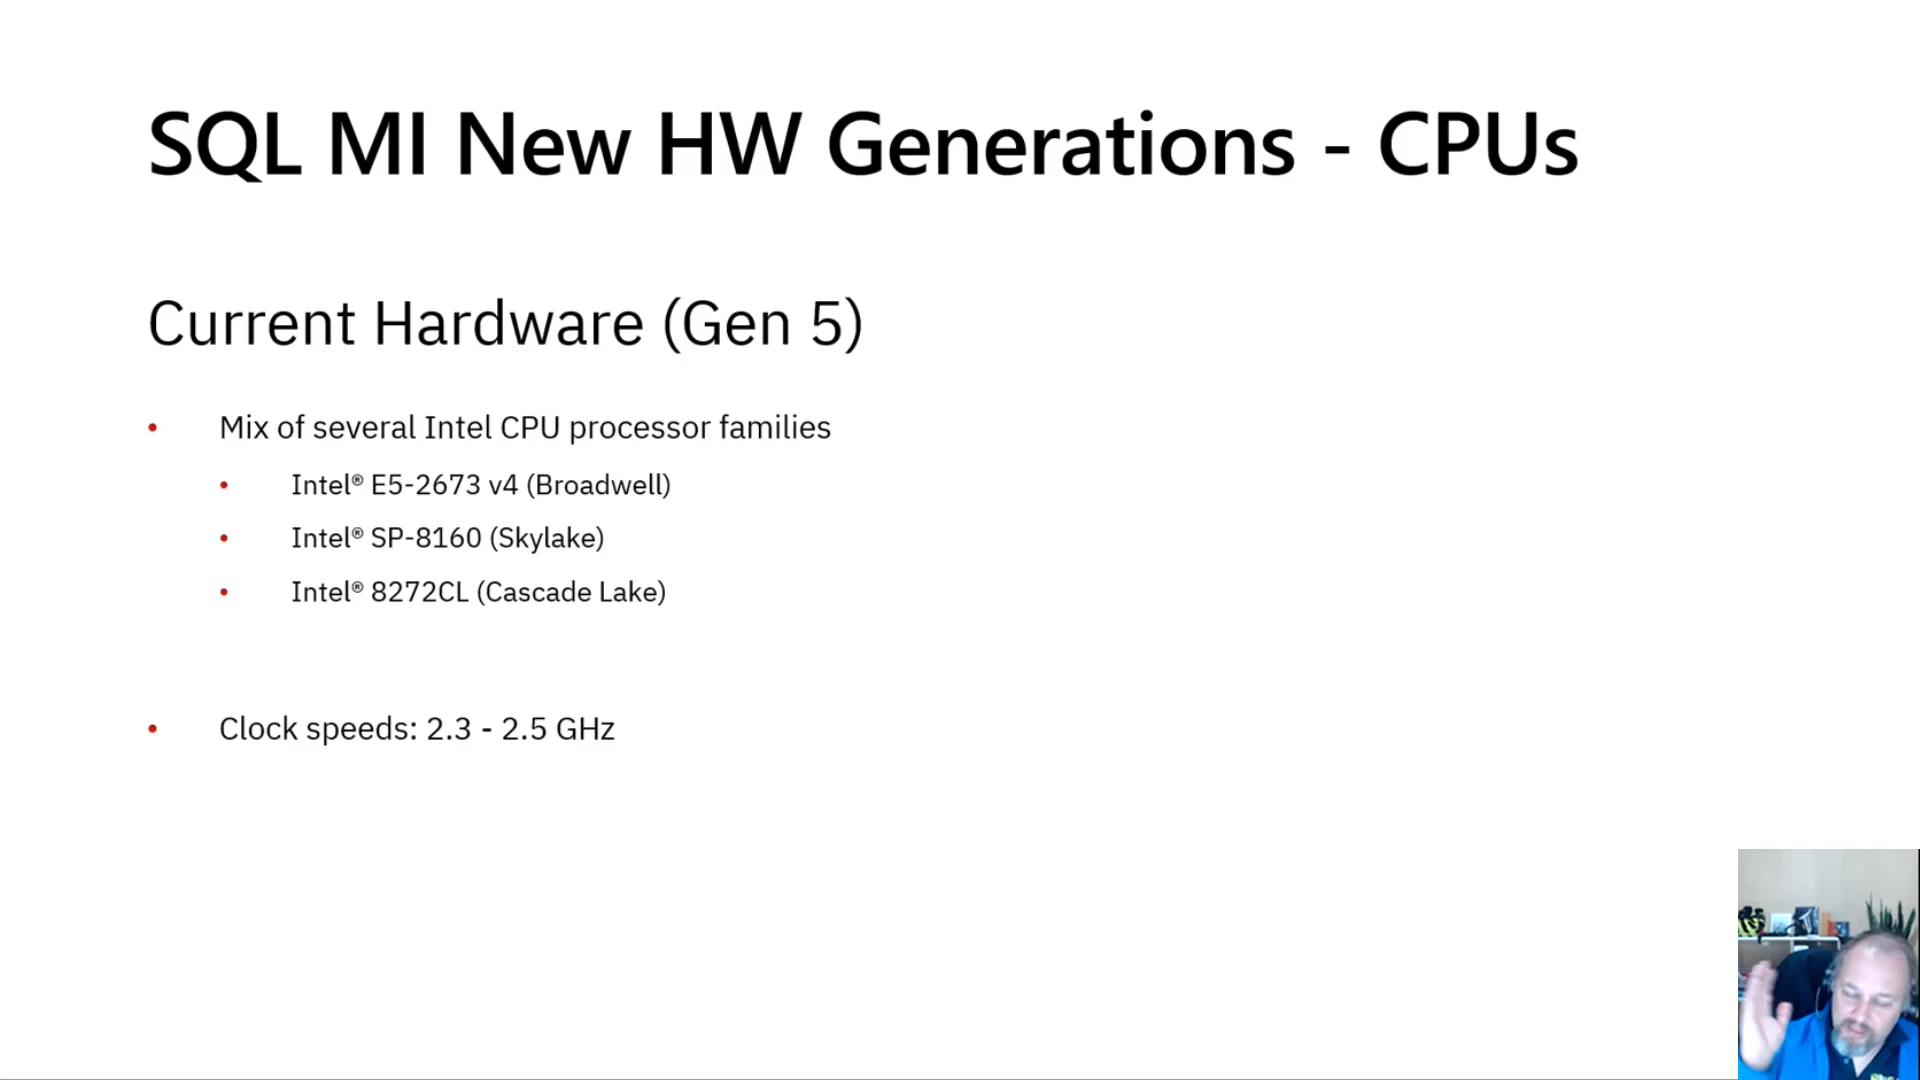 SQL MI New HW Generations - CPUs
Current Hardware (Gen 5)
• Mix of several Intel CPU processor families
• Intel® E5-2673 v4 (Broadwell)
• Intel® SP-8160 (Skylake)
• Intel® 8272CL (Cascade Lake)
• Clock speeds: 2.3 - 2.5 GHz